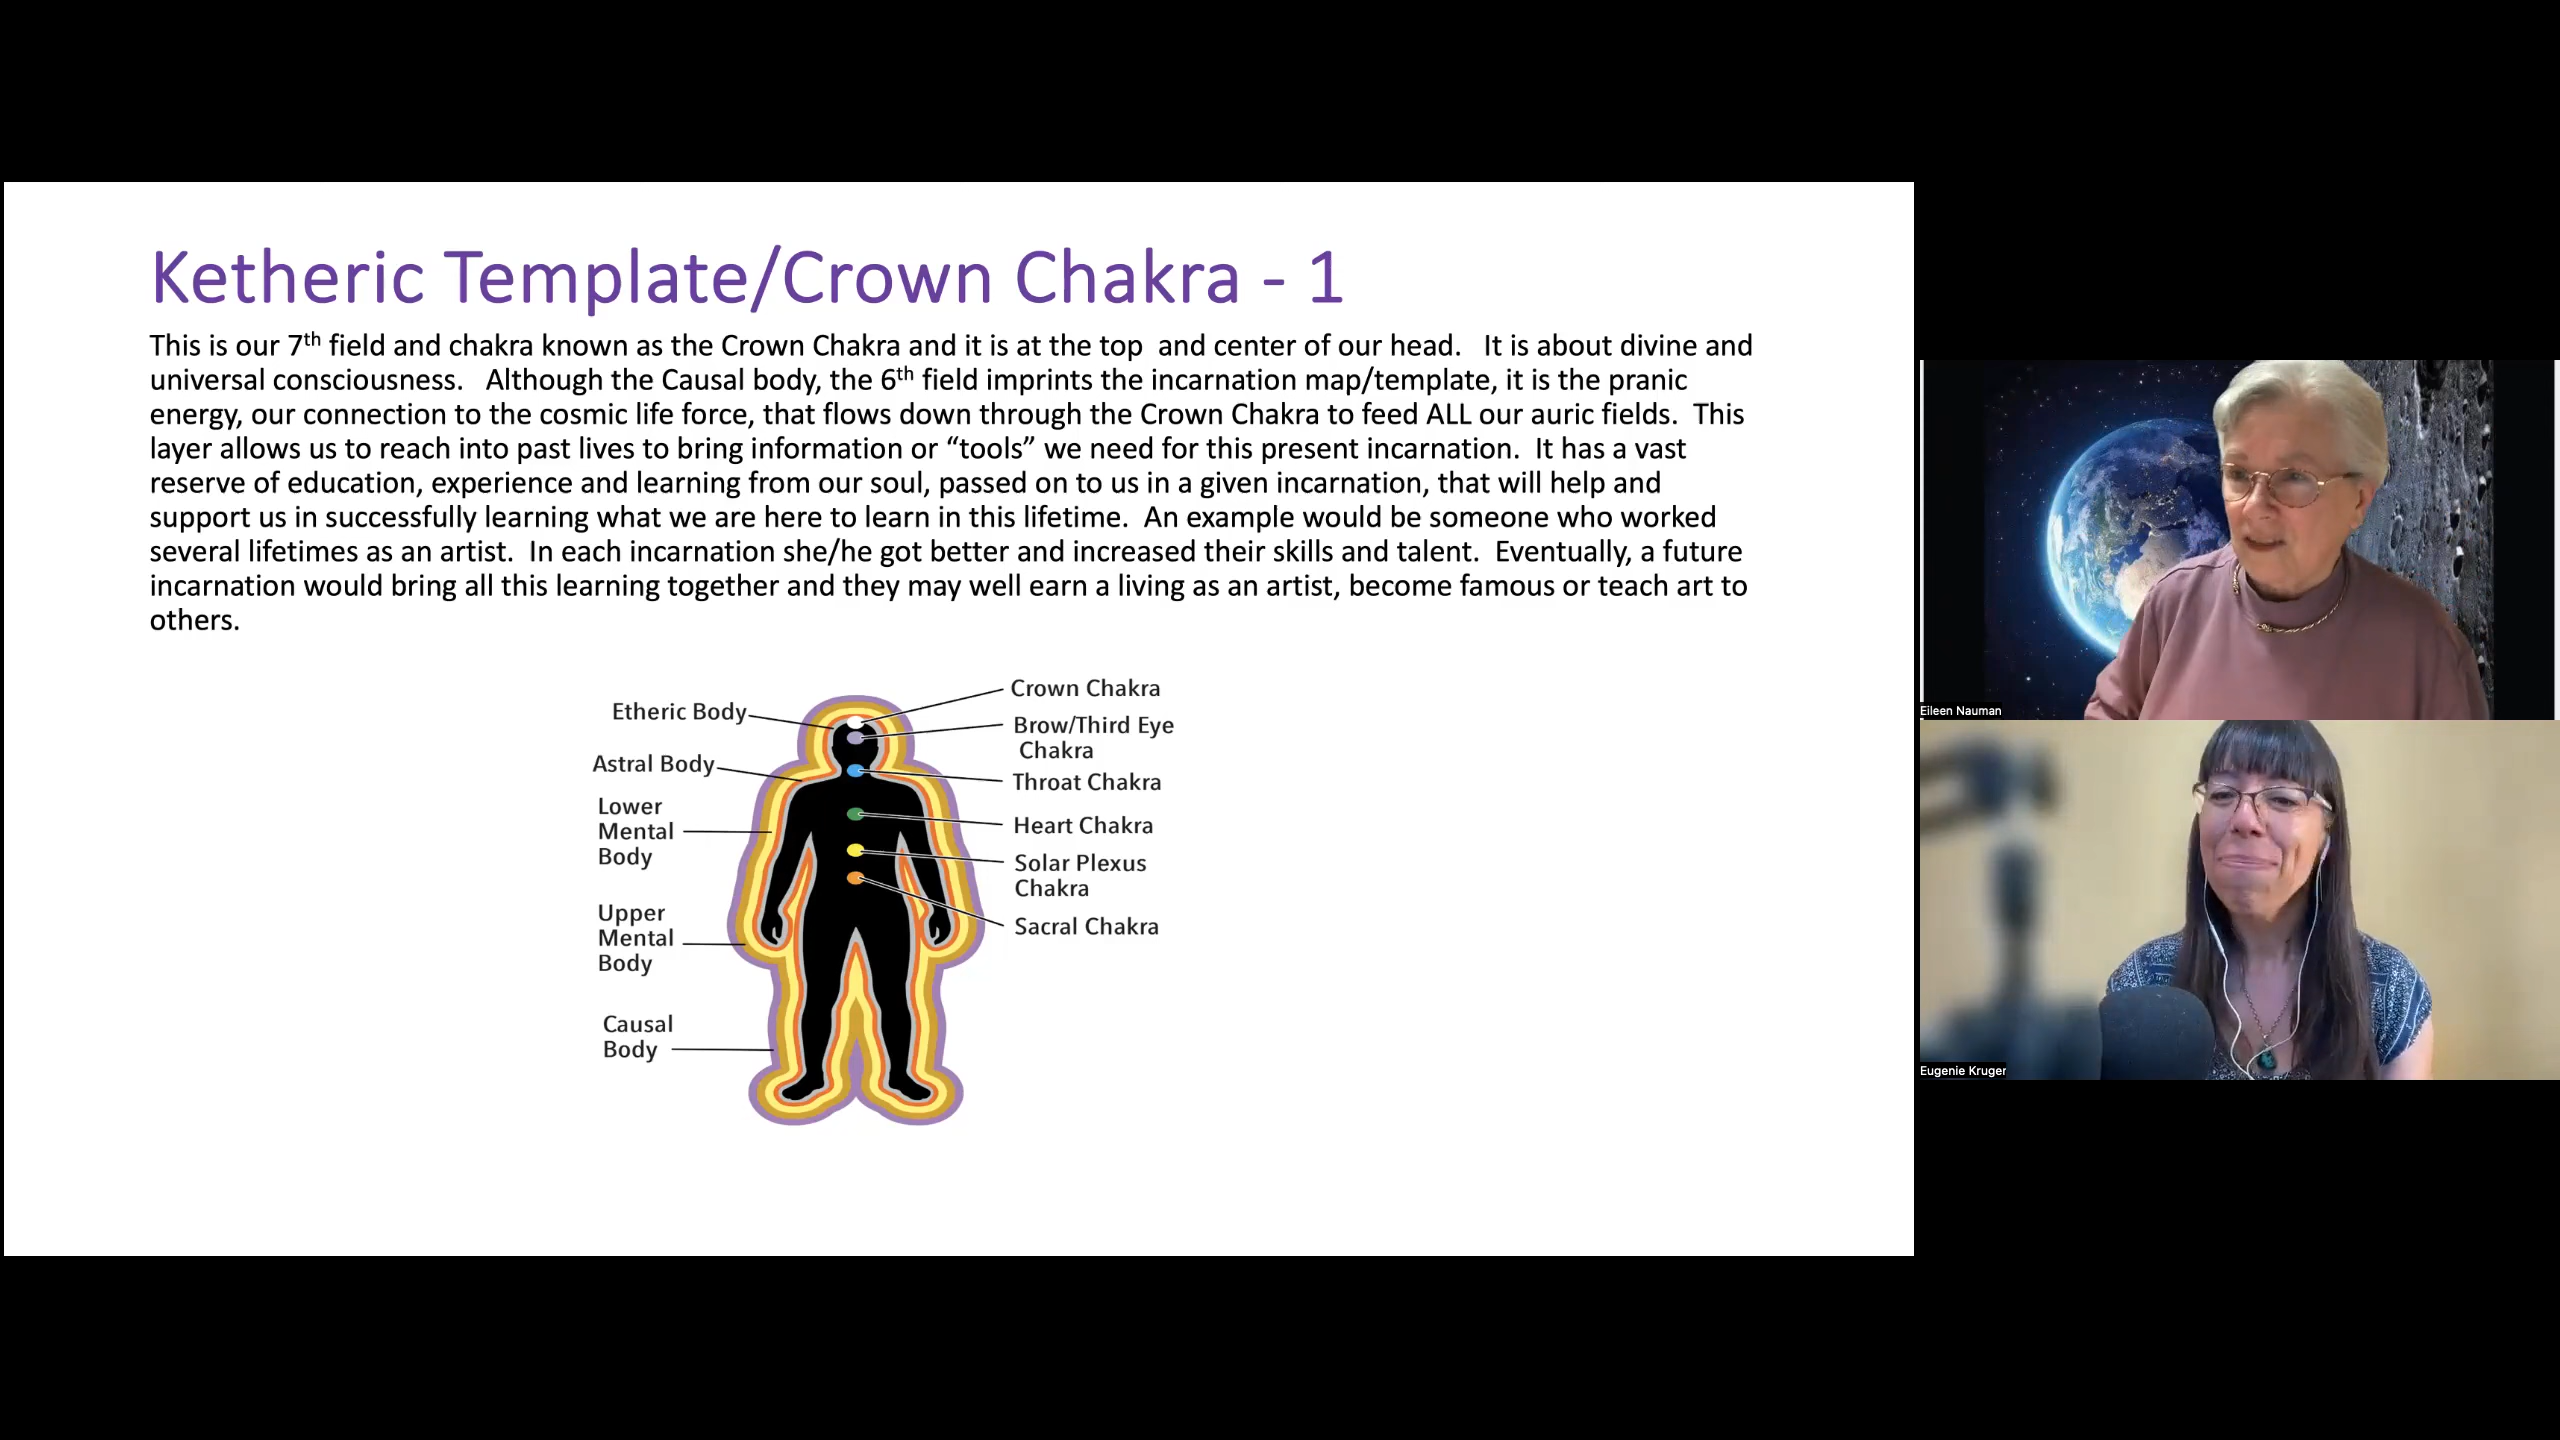 Ketheric Template/Crown Chakra - 1
This is our 7th field and chakra known as the Crown Chakra and it is at the top and center of our head. It is about divine and
universal consciousness. Although the Causal body, the 6th field imprints the incarnation map/template, it is the pranic
energy, our connection to the cosmic life force, that flows down through the Crown Chakra to feed ALL our auric fields. This
layer allows us to reach into past lives to bring information or “tools” we need for this present incarnation. It has a vast
reserve of education, experience and learning from our soul, passed on to us in a given incarnation, that will help and
support us in successfully learning what we are here to learn in this lifetime. An example would be someone who worked
several lifetimes as an artist. In each incarnation she/he got better and increased their skills and talent. Eventually, a future
incarnation would bring all this learning together and they may well earn a living as an artist, become famous or teach art to
others.
Etheric Body
Astral Body
Lower
Mental
Body
Upper
Mental
Body
Causal
Body
Crown Chakra
Brow/Third Eye
Chakra
Throat Chakra
Heart Chakra
Solar Plexus
Chakra
Sacral Chakra
Eileen Nauman
Eugenie Kruger